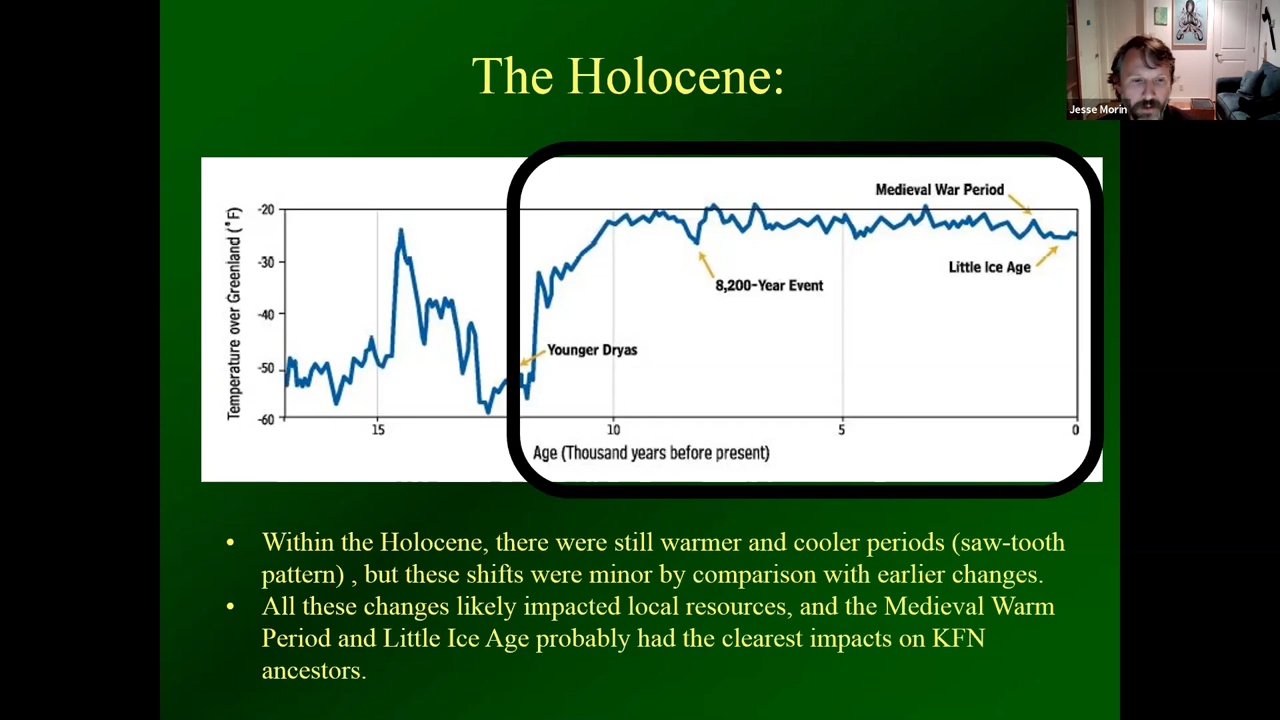 The Holocene:
Jesse Morin
Medieval War Period
Temperature over Greenland (°F)
-20
-30
-40
-50
-60
Little Ice Age
8,200-Year Event
Younger Dryas
15
10
5
0
Age (Thousand years before present)
• Within the Holocene, there were still warmer and cooler periods (saw-tooth
pattern) , but these shifts were minor by comparison with earlier changes.
• All these changes likely impacted local resources, and the Medieval Warm
Period and Little Ice Age probably had the clearest impacts on KFN
ancestors.